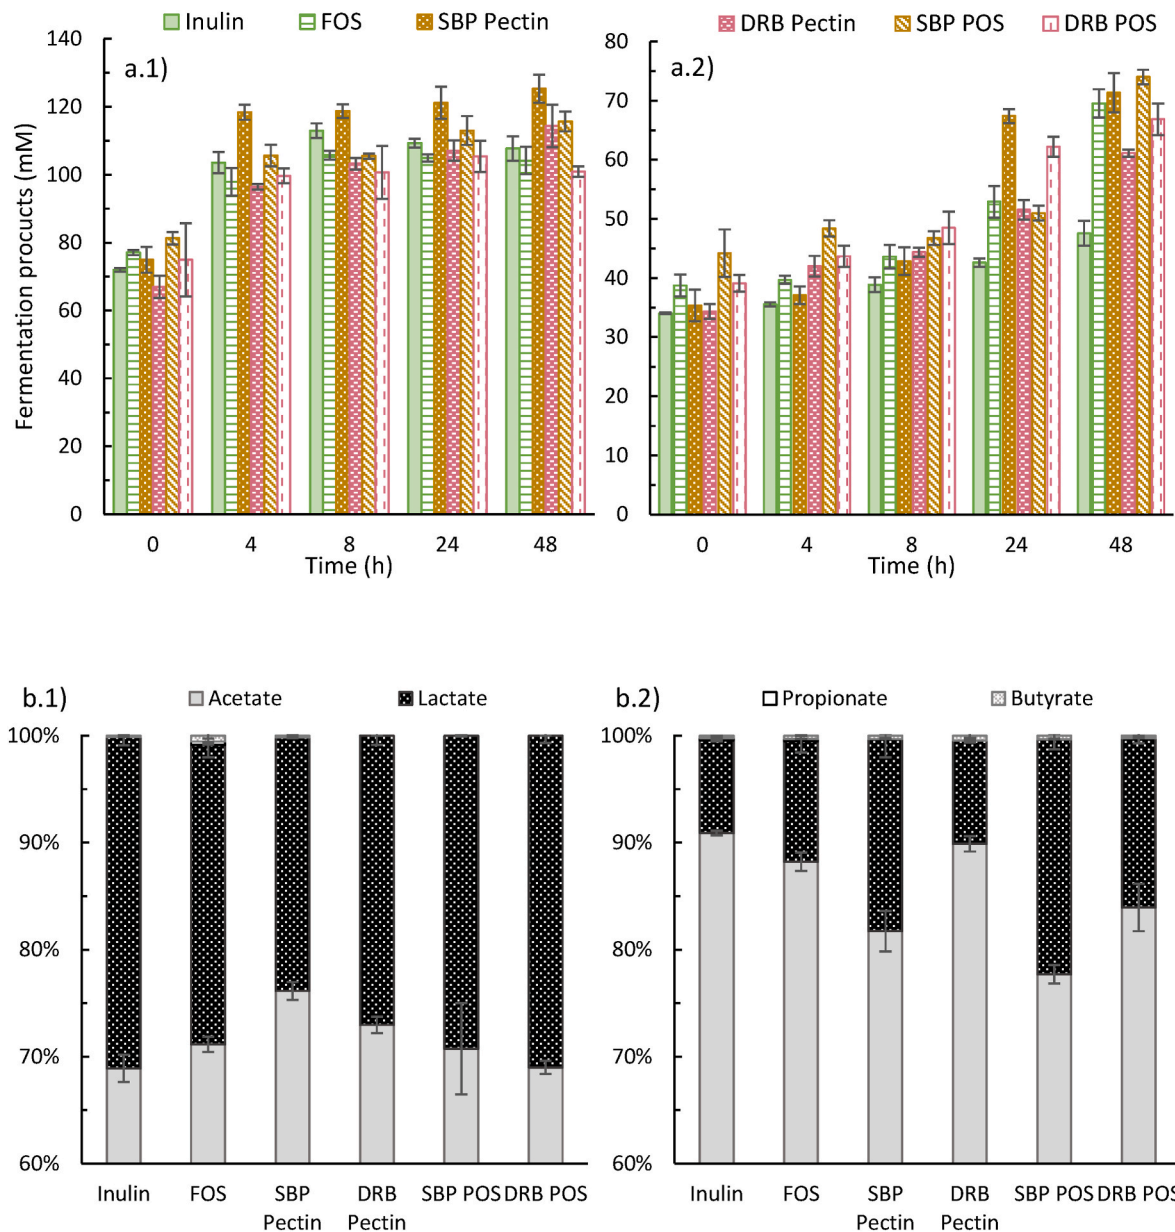 Inulin FOS SBP Pectin DRB Pectin SBP POS DRB POS
a.1)
140
120
100
80
60
40
20
0
Fermentation procucts (mM)
0 4 8 24 48
Time (h)
a.2)
80
70
60
50
40
30
20
10
0
0 4 8 24 48
Time (h)
b.1) Acetate Lactate b.2) Propionate Butyrate
100%
90%
80%
70%
60%
Inulin FOS SBP Pectin DRB Pectin SBP POS DRB POS
100%
90%
80%
70%
60%
Inulin FOS SBP Pectin DRB Pectin SBP POS DRB POS